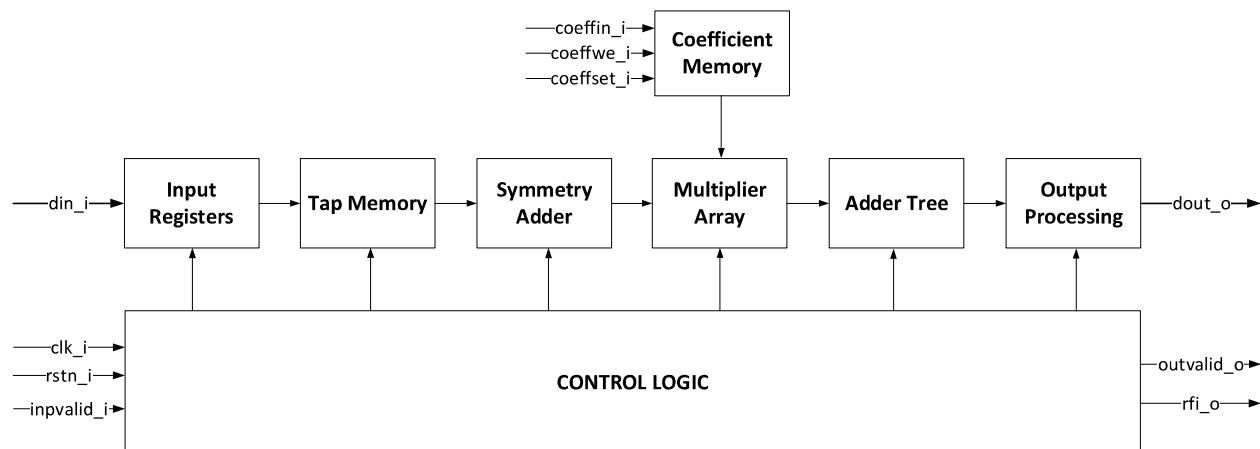 coeffin_i
coeffwe_i
coeffset_i
Coefficient
Memory
din_i
Input
Registers
Tap Memory
Symmetry
Adder
Multiplier
Array
Adder Tree
Output
Processing
dout_o
clk_i
rstn_i
inpvalid_i
CONTROL LOGIC
outvalid_o
rfi_o